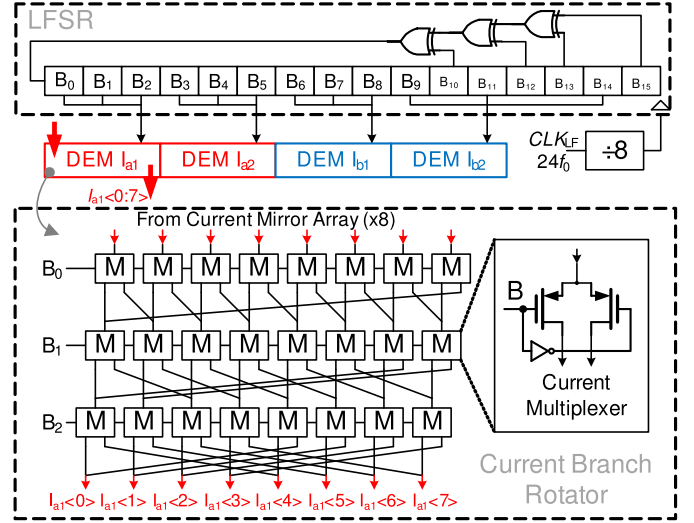 LFSR
B0 B1 B2 B3 B4 B5 B6 B7 B8 B9 B10 B11 B12 B13 B14 B15
DEM Ia1 DEM Ia2 DEM Ib1 DEM Ib2
CLKLF
24f0
÷8
Ia1<0:7>
From Current Mirror Array (x8)
B0 M M M M M M M M
B1 M M M M M M M M
B2 M M M M M M M M
B
Current
Multiplexer
Ia1<0> Ia1<1> Ia1<2> Ia1<3> Ia1<4> Ia1<5> Ia1<6> Ia1<7>
Current Branch
Rotator